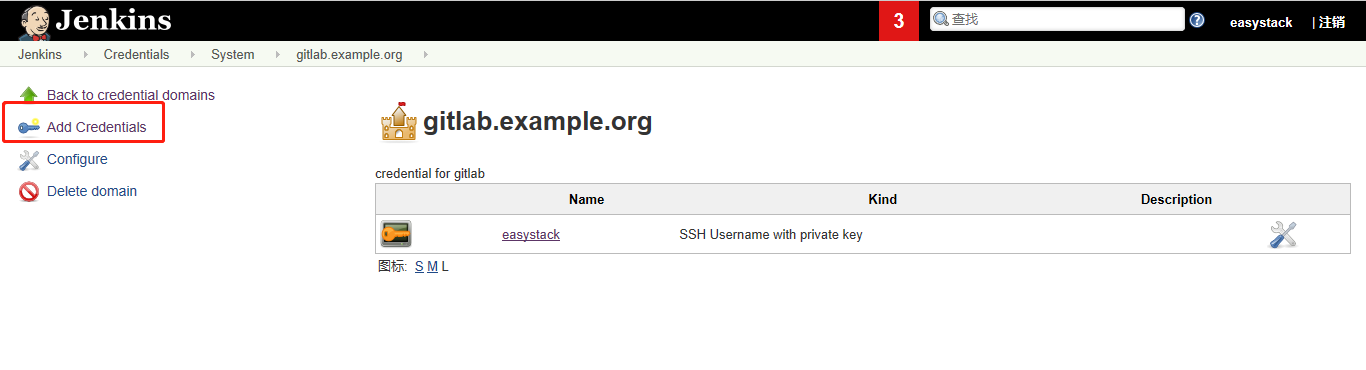 Jenkins 3 查找 easystack | 注销
Jenkins Credentials System gitlab.example.org
Back to credential domains
Add Credentials
Configure
Delete domain
gitlab.example.org
credential for gitlab
Name Kind Description
easystack SSH Username with private key
图标: S M L